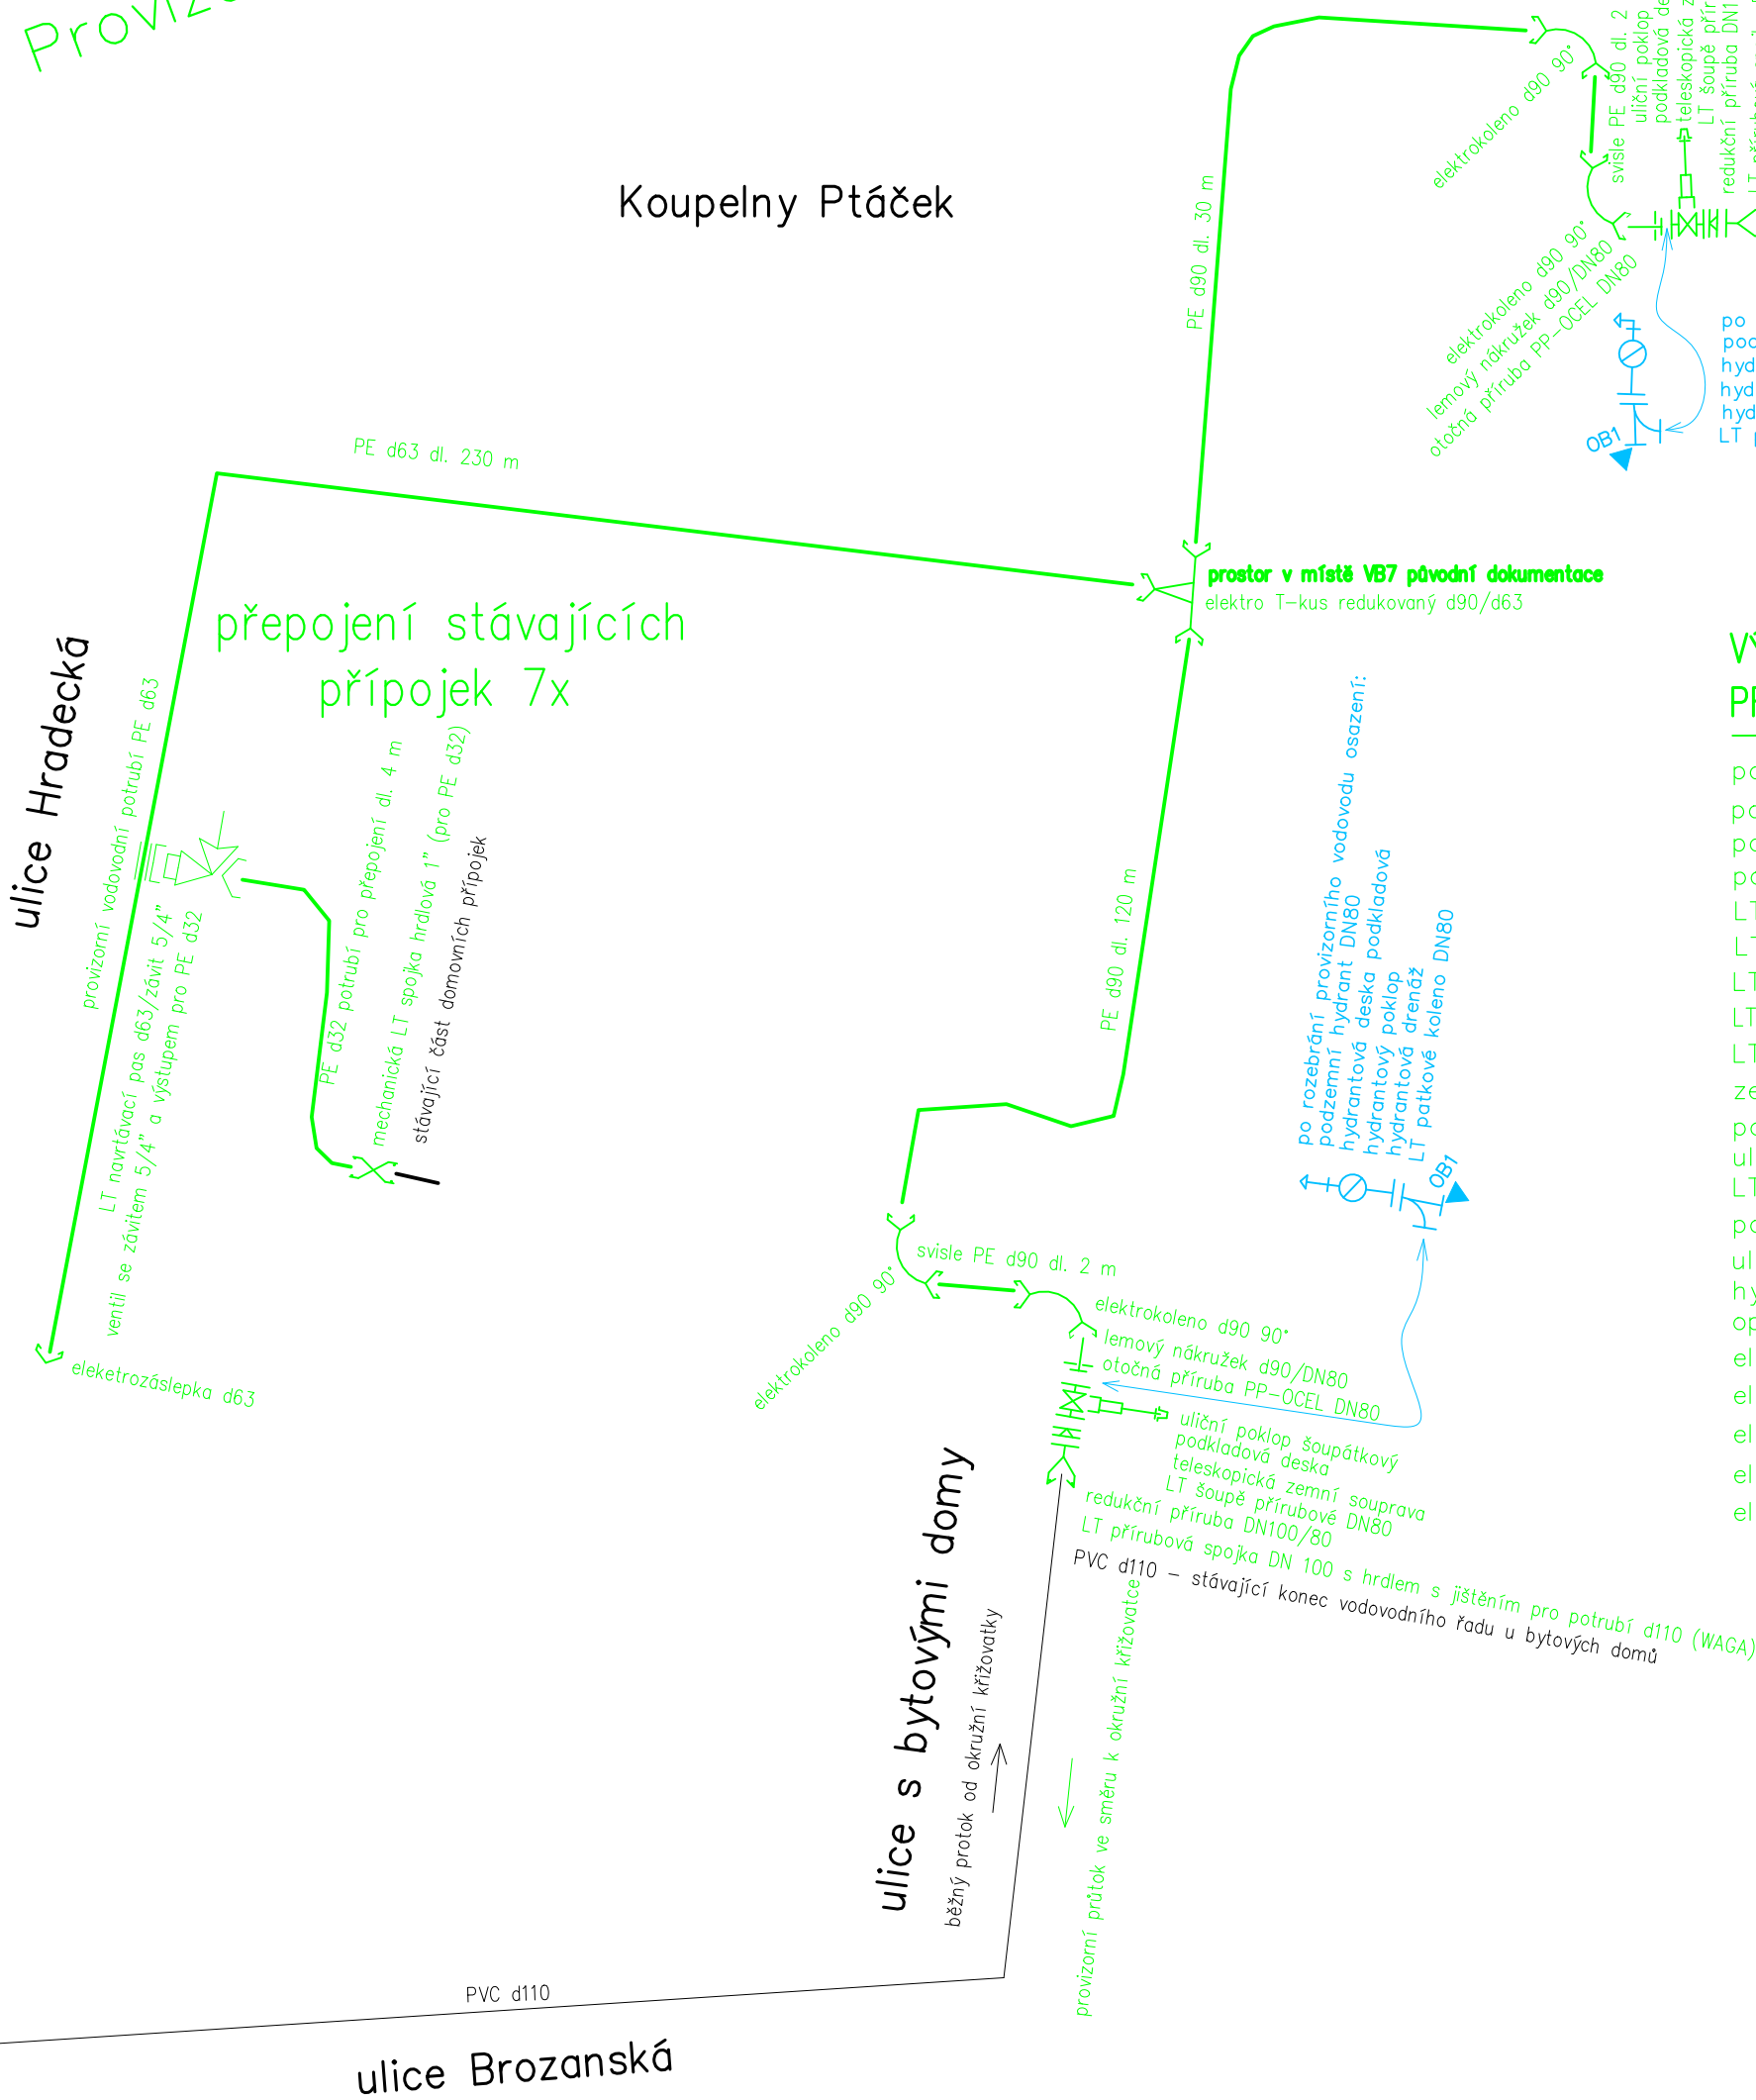 Koupelny Ptáček
elektrokoleno d90 90°
svisle PE d90 dl. 2
uliční poklop
podkladová
teleskopická
LT šoupě
redukční příruba
PE d90 dl. 30 m
elektrokoleno d90 90°
lemový nákružek d90/DN80
otočná příruba PP-OCEL DN80
po
OB1
LT
PE d63 dl. 230 m
prostor v místě VB7 původní dokumentace
elektro T-kus redukovaný d90/d63
přepojení stávajících
přípojek 7x
ulice Hradecká
provizorní vodovodní potrubí PE d63
LT navrtávací pas d63/závit 5/4"
ventil se závitem 5/4" a výstupem pro PE d32
PE d32 potrubí pro přepojení dl. 4 m
mechanická LT spojka hrdlová 1" (pro PE d32)
stávající část domovních přípojek
eleketrozáslepka d63
PE d90 dl. 120 m
po rozebrání provizorního vodovodu osazení:
podzemní hydrant DN80
hydrantová deska podkladová
hydrantový poklop
hydrantová drenáž
LT patkové koleno DN80
OB1
svisle PE d90 dl. 2 m
elektrokoleno d90 90°
elektrokoleno d90 90°
lemový nákružek d90/DN80
otočná příruba PP-OCEL DN80
uliční poklop šoupátkový
podkladová deska
teleskopická zemní souprava
LT šoupě přírubové DN80
redukční příruba DN100/80
LT přírubová spojka DN 100 s hrdlem s jištěním pro potrubí d110 (WAGA)
PVC d110 – stávající konec vodovodního řadu u bytových domů
ulice s bytovými domy
běžný protok od okružní křižovatky
provizorní průtok ve směru k okružní křižovatce
PVC d110
ulice Brozanská